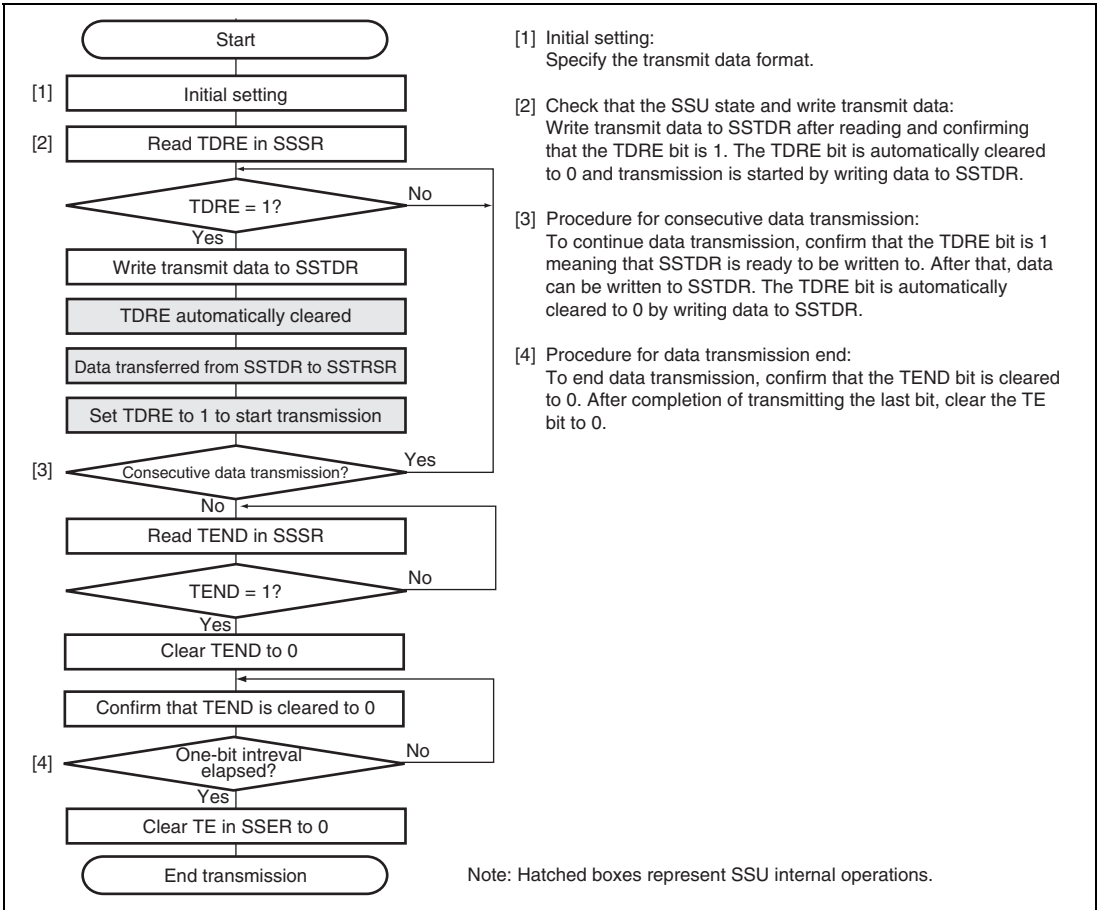 Start
[1] Initial setting
[2] Read TDRE in SSSR
TDRE = 1?
No
Yes
Write transmit data to SSTDR
TDRE automatically cleared
Data transferred from SSTDR to SSTRSR
Set TDRE to 1 to start transmission
[3] Consecutive data transmission?
Yes
No
Read TEND in SSSR
TEND = 1?
No
Yes
Clear TEND to 0
Confirm that TEND is cleared to 0
[4] One-bit intreval
elapsed?
No
Yes
Clear TE in SSER to 0
End transmission
[1] Initial setting:
Specify the transmit data format.
[2] Check that the SSU state and write transmit data:
Write transmit data to SSTDR after reading and confirming
that the TDRE bit is 1. The TDRE bit is automatically cleared
to 0 and transmission is started by writing data to SSTDR.
[3] Procedure for consecutive data transmission:
To continue data transmission, confirm that the TDRE bit is 1
meaning that SSTDR is ready to be written to. After that, data
can be written to SSTDR. The TDRE bit is automatically
cleared to 0 by writing data to SSTDR.
[4] Procedure for data transmission end:
To end data transmission, confirm that the TEND bit is cleared
to 0. After completion of transmitting the last bit, clear the TE
bit to 0.
Note: Hatched boxes represent SSU internal operations.